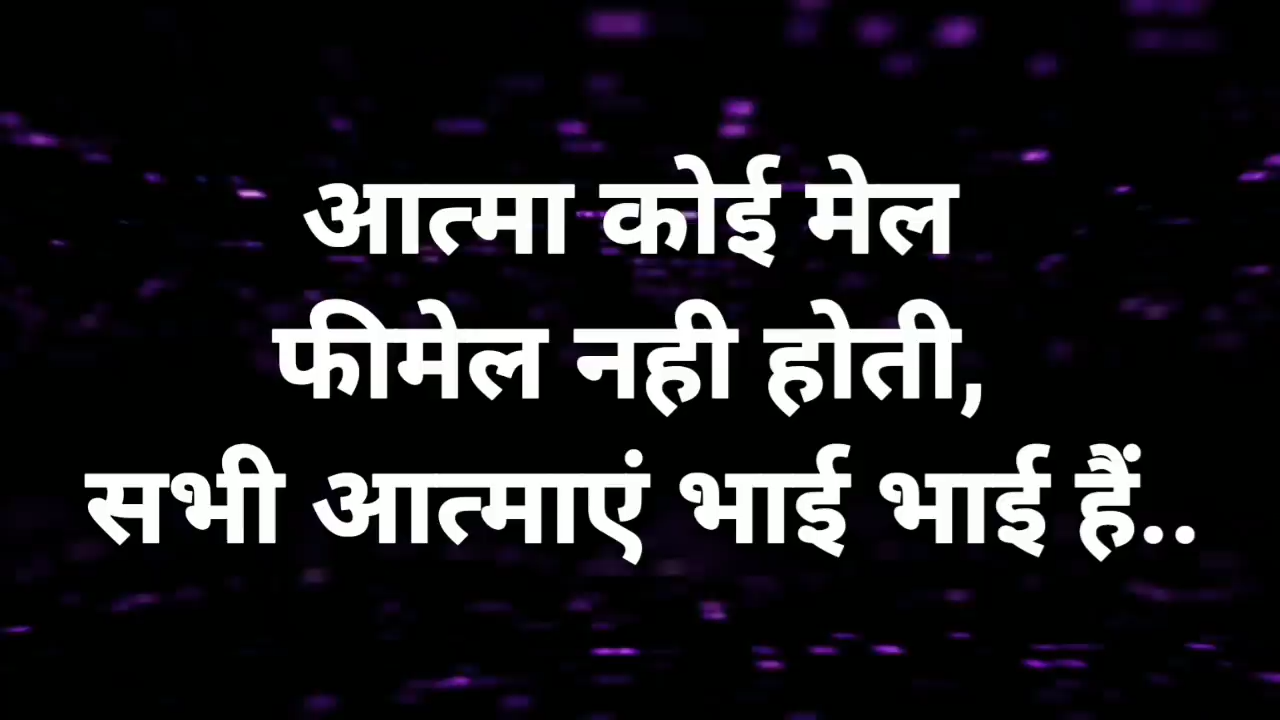 आत्मा कोई मेल
फीमेल नही होती,
सभी आत्माएं भाई भाई हैं..